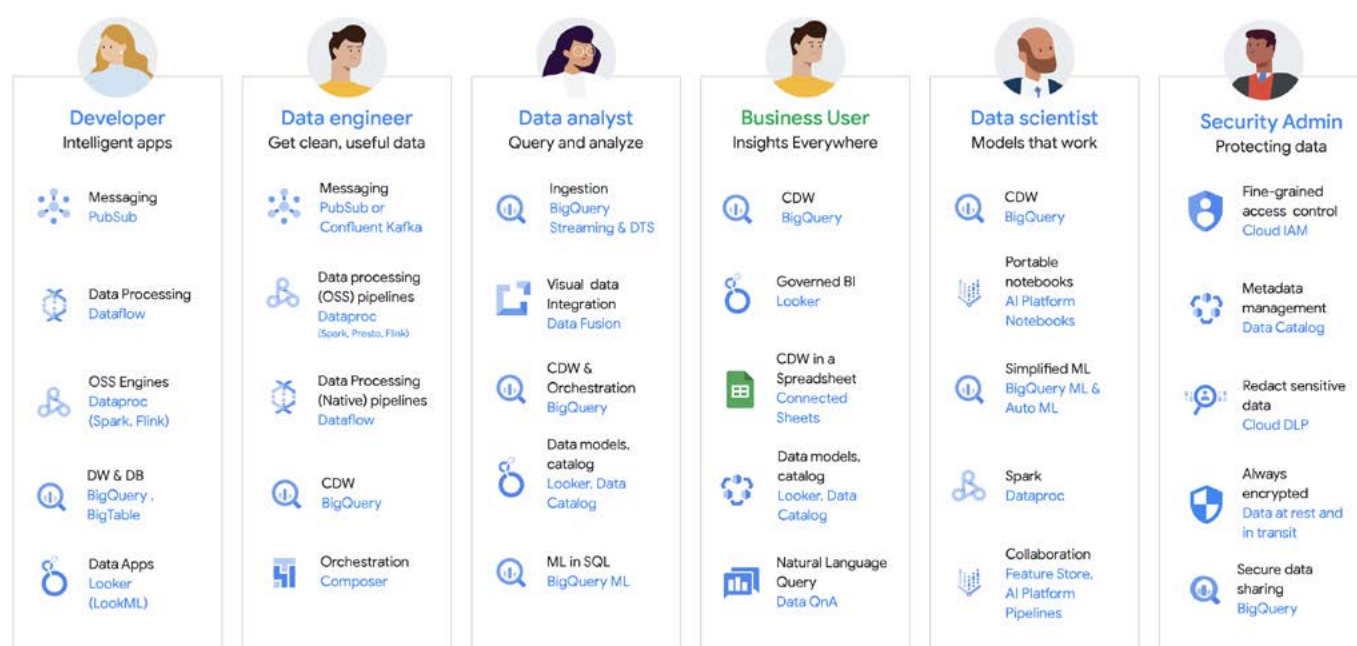 Developer
Intelligent apps
Messaging
PubSub
Data Processing
Dataflow
OSS Engines
Dataproc
(Spark, Flink)
DW & DB
BigQuery ,
BigTable
Data Apps
Looker
(LookML)
Data engineer
Get clean, useful data
Messaging
PubSub or
Confluent Kafka
Data processing
(OSS) pipelines
Dataproc
(Spark, Presto, Flink)
Data Processing
(Native) pipelines
Dataflow
CDW
BigQuery
Orchestration
Composer
Data analyst
Query and analyze
Ingestion
BigQuery
Streaming & DTS
Visual data
Integration
Data Fusion
CDW &
Orchestration
BigQuery
Data models,
catalog
Looker, Data
Catalog
ML in SQL
BigQuery ML
Business User
Insights Everywhere
CDW
BigQuery
Governed BI
Looker
CDW in a
Spreadsheet
Connected
Sheets
Data models,
catalog
Looker, Data
Catalog
Natural Language
Query
Data QnA
Data scientist
Models that work
CDW
BigQuery
Portable
notebooks
AI Platform
Notebooks
Simplified ML
BigQuery ML &
Auto ML
Spark
Dataproc
Collaboration
Feature Store,
AI Platform
Pipelines
Security Admin
Protecting data
Fine-grained
access control
Cloud IAM
Metadata
management
Data Catalog
Redact sensitive
data
Cloud DLP
Always
encrypted
Data at rest and
in transit
Secure data
sharing
BigQuery